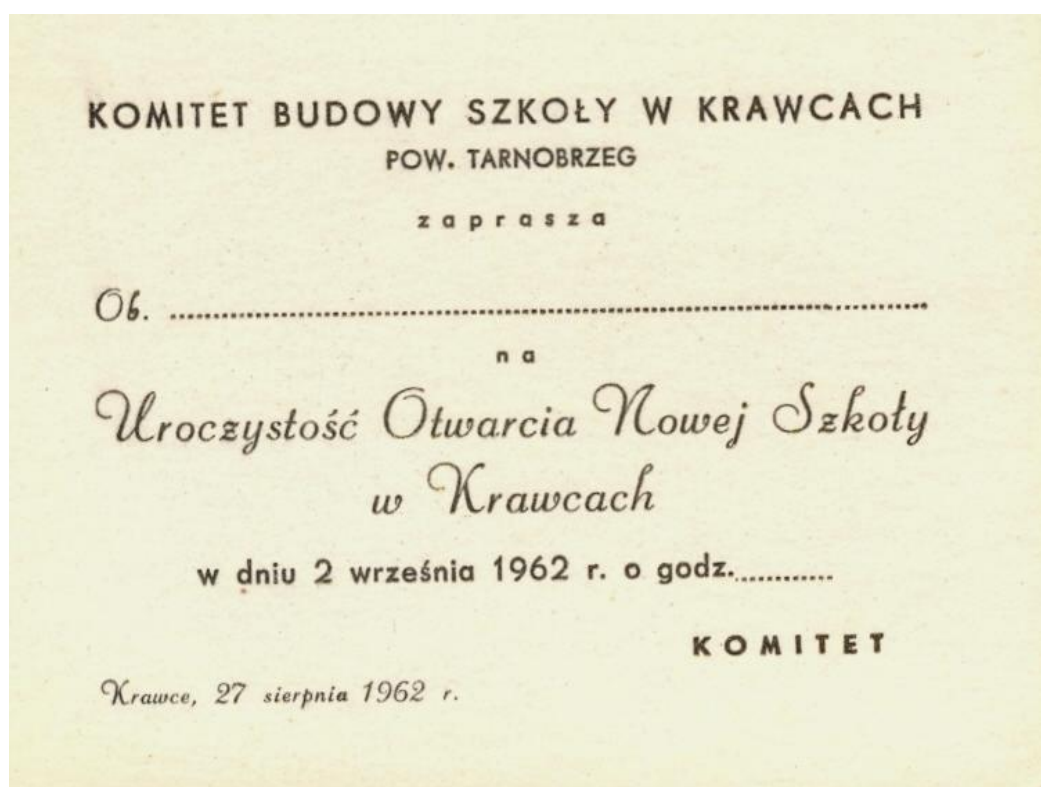 KOMITET BUDOWY SZKOŁY W KRAWCACH
POW. TARNOBRZEG
zaprasza
Ob. ................................................................
na
Uroczystość Otwarcia Nowej Szkoły
w Krawcach
w dniu 2 września 1962 r. o godz.............
KOMITET
Krawce, 27 sierpnia 1962 r.